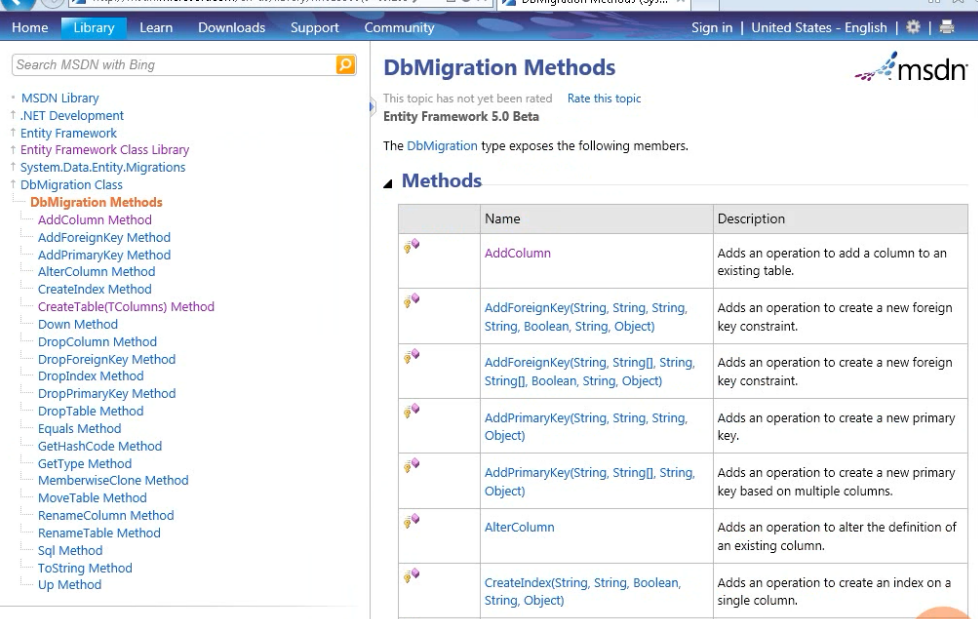 DbMigration Methods (Sys...
Home Library Learn Downloads Support Community Sign in | United States - English |
Search MSDN with Bing
MSDN Library
.NET Development
Entity Framework
Entity Framework Class Library
System.Data.Entity.Migrations
DbMigration Class
DbMigration Methods
AddColumn Method
AddForeignKey Method
AddPrimaryKey Method
AlterColumn Method
CreateIndex Method
CreateTable(TColumns) Method
Down Method
DropColumn Method
DropForeignKey Method
DropIndex Method
DropPrimaryKey Method
DropTable Method
Equals Method
GetHashCode Method
GetType Method
MemberwiseClone Method
MoveTable Method
RenameColumn Method
RenameTable Method
Sql Method
ToString Method
Up Method
DbMigration Methods
msdn
This topic has not yet been rated Rate this topic
Entity Framework 5.0 Beta
The DbMigration type exposes the following members.
Methods
Name Description
AddColumn Adds an operation to add a column to an
existing table.
AddForeignKey(String, String, String, Adds an operation to create a new foreign
String, Boolean, String, Object) key constraint.
AddForeignKey(String, String[], String, Adds an operation to create a new foreign
String[], Boolean, String, Object) key constraint.
AddPrimaryKey(String, String, String, Adds an operation to create a new primary
Object) key.
AddPrimaryKey(String, String[], String, Adds an operation to create a new primary
Object) key based on multiple columns.
AlterColumn Adds an operation to alter the definition of
an existing column.
CreateIndex(String, String, Boolean, Adds an operation to create an index on a
String, Object) single column.